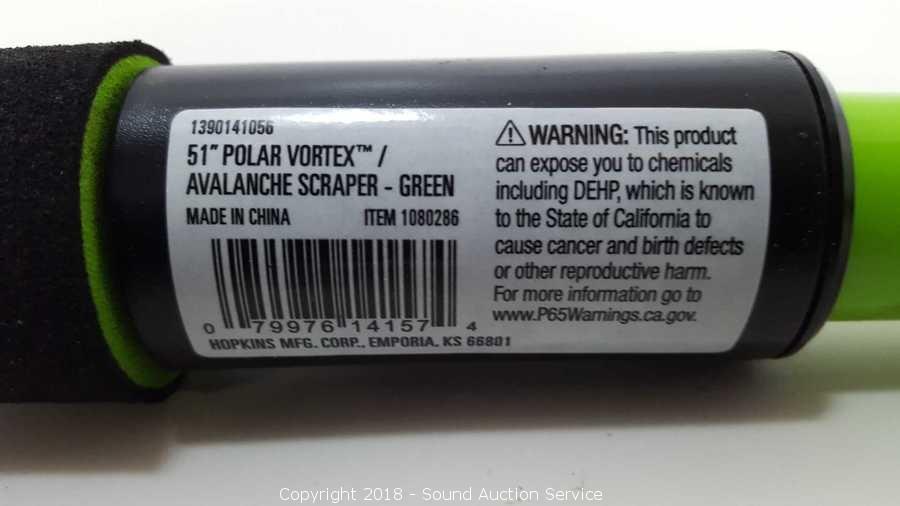 1390141056
51" POLAR VORTEX™ /
AVALANCHE SCRAPER - GREEN
MADE IN CHINA ITEM 1080286
0 79976 14157 4
HOPKINS MFG. CORP., EMPORIA, KS 66801
⚠ WARNING: This product
can expose you to chemicals
including DEHP, which is known
to the State of California to
cause cancer and birth defects
or other reproductive harm.
For more information go to
www.P65Warnings.ca.gov.
Copyright 2018 - Sound Auction Service